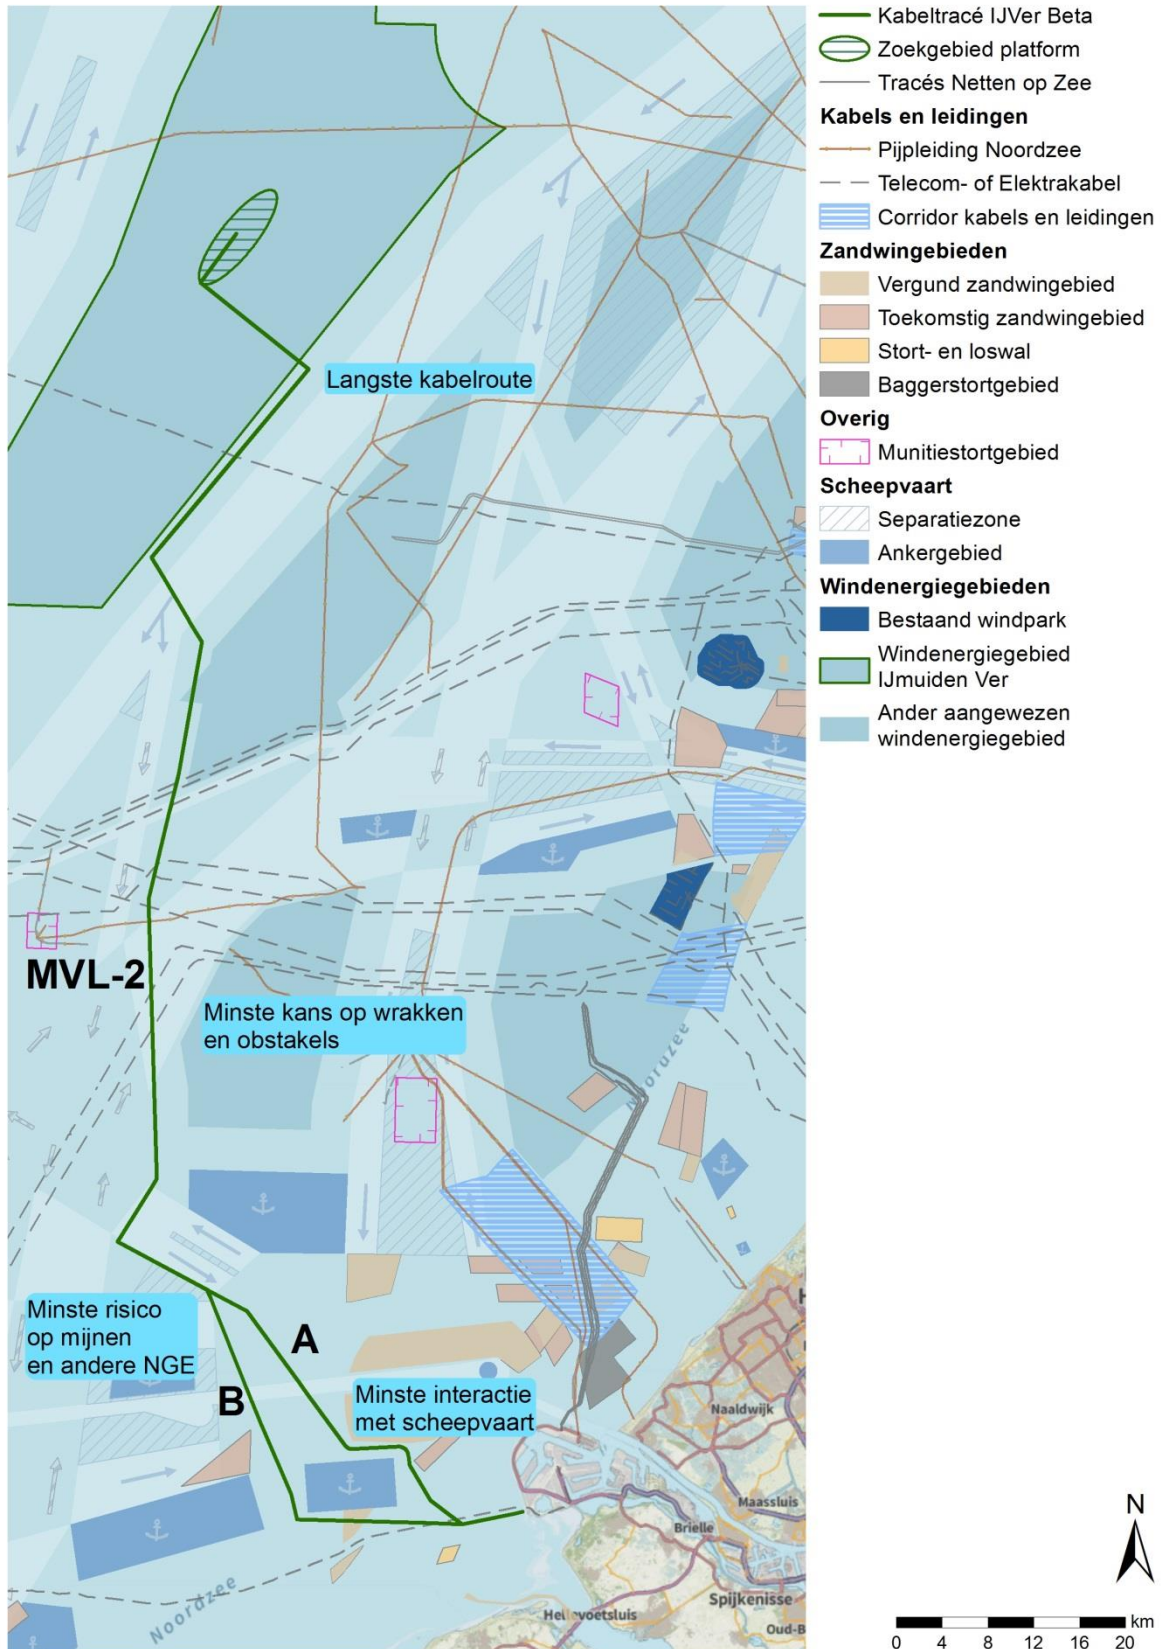 Langste kabelroute
MVL-2
Minste kans op wrakken
en obstakels
Noordzee
Minste risico
op mijnen
en andere NGE
A
B
Minste interactie
met scheepvaart
Naaldwijk
Maassluis
Brielle
Spijkenisse
Hellevoetsluis
Oud-B
Noordzee
Kabeltracé IJVer Beta
Zoekgebied platform
Tracés Netten op Zee
Kabels en leidingen
Pijpleiding Noordzee
Telecom- of Elektrakabel
Corridor kabels en leidingen
Zandwingebieden
Vergund zandwingebied
Toekomstig zandwingebied
Stort- en loswal
Baggerstortgebied
Overig
Munitiestortgebied
Scheepvaart
Separatiezone
Ankergebied
Windenergiegebieden
Bestaand windpark
Windenergiegebied
IJmuiden Ver
Ander aangewezen
windenergiegebied
N
km
0 4 8 12 16 20